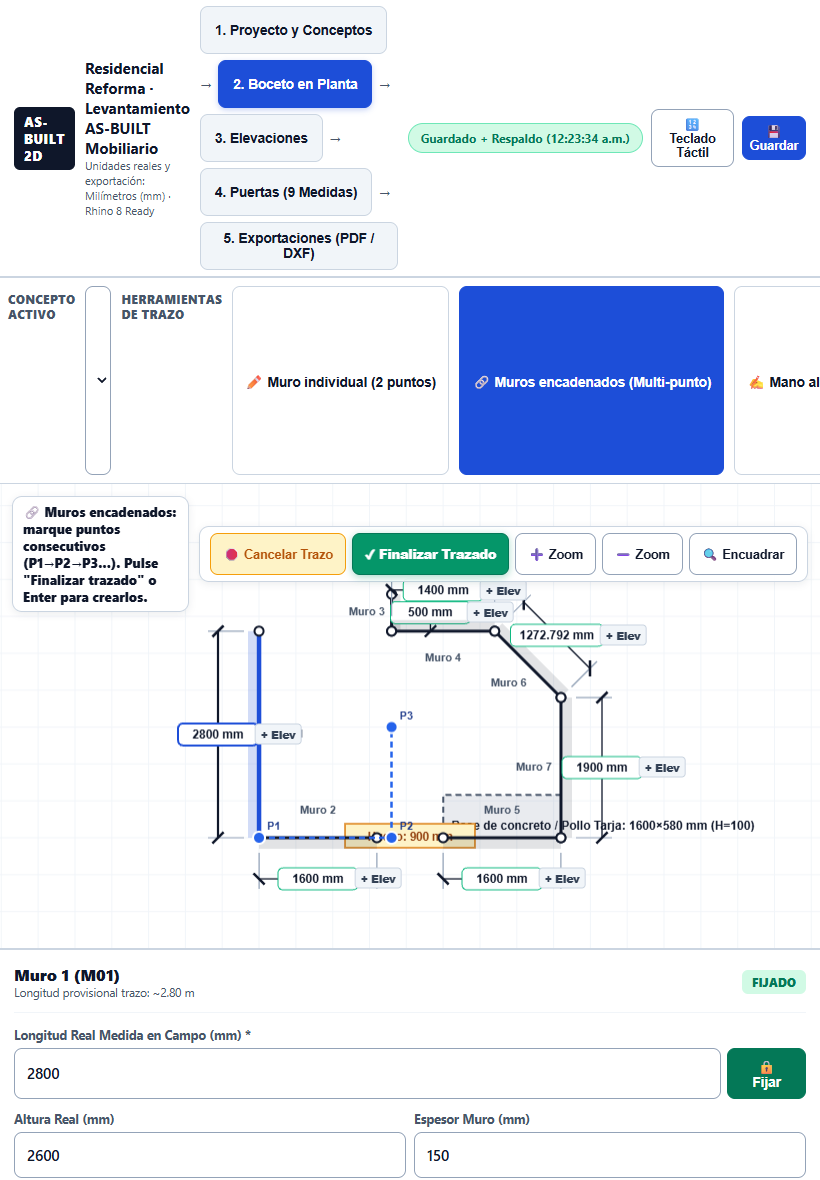 AS-
BUILT
2D
Residencial
Reforma ·
Levantamiento
AS-BUILT
Mobiliario
Unidades reales y
exportación:
Milímetros (mm) ·
Rhino 8 Ready
1. Proyecto y Conceptos
→ 2. Boceto en Planta →
3. Elevaciones →
4. Puertas (9 Medidas) →
5. Exportaciones (PDF /
DXF)
Guardado + Respaldo (12:23:34 a.m.)
Teclado
Táctil
Guardar
CONCEPTO
ACTIVO
HERRAMIENTAS
DE TRAZO
Muro individual (2 puntos)
Muros encadenados (Multi-punto)
Mano al
Muros encadenados:
marque puntos
consecutivos
(P1→P2→P3...). Pulse
"Finalizar trazado" o
Enter para crearlos.
Cancelar Trazo
✓ Finalizar Trazado
+ Zoom
− Zoom
Encuadrar
1400 mm + Elev
Muro 3
500 mm + Elev
1272.792 mm + Elev
Muro 4
Muro 6
P3
2800 mm + Elev
Muro 7
1900 mm + Elev
Muro 2
Muro 5
P1
P2
de concreto / Pollo Tarja: 1600×580 mm (H=100)
900
1600 mm + Elev
1600 mm + Elev
Muro 1 (M01)
Longitud provisional trazo: ~2.80 m
FIJADO
Longitud Real Medida en Campo (mm) *
2800
Fijar
Altura Real (mm)
Espesor Muro (mm)
2600
150